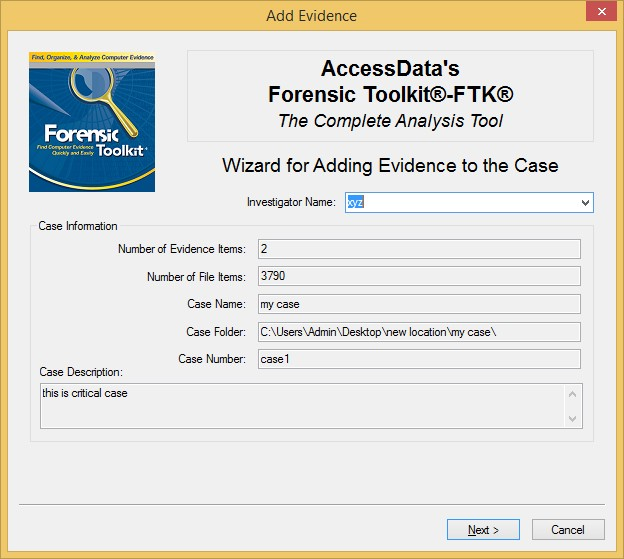 Add Evidence
Find, Organize, & Analyze Computer Evidence
Forensic
Find Computer Evidence
Quickly and Easily
Toolkit
AccessData's
Forensic Toolkit®-FTK®
The Complete Analysis Tool
Wizard for Adding Evidence to the Case
Investigator Name: xyz
Case Information
Number of Evidence Items: 2
Number of File Items: 3790
Case Name: my case
Case Folder: C:\Users\Admin\Desktop\new location\my case\
Case Number: case1
Case Description:
this is critical case
Next >
Cancel